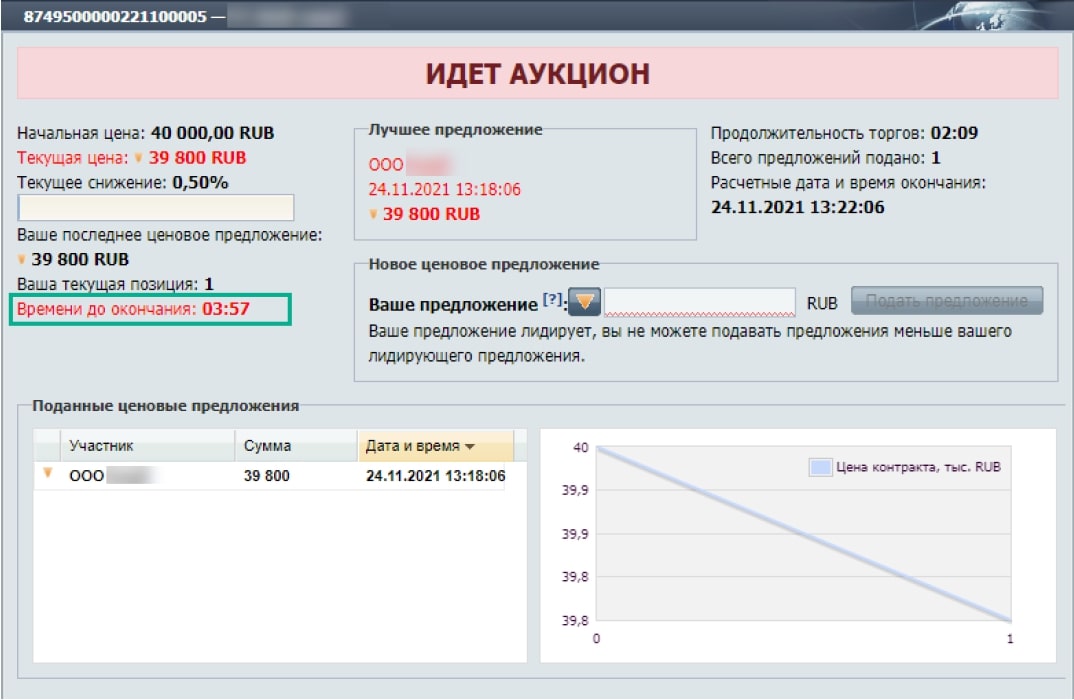 8749500000221100005 —
ИДЕТ АУКЦИОН
Начальная цена: 40 000,00 RUB
Текущая цена: 39 800 RUB
Текущее снижение: 0,50%
Ваше последнее ценовое предложение:
39 800 RUB
Ваша текущая позиция: 1
Времени до окончания: 03:57
Лучшее предложение
ООО
24.11.2021 13:18:06
39 800 RUB
Продолжительность торгов: 02:09
Всего предложений подано: 1
Расчетные дата и время окончания:
24.11.2021 13:22:06
Новое ценовое предложение
Ваше предложение [?]: RUB Подать предложение
Ваше предложение лидирует, вы не можете подавать предложения меньше вашего
лидирующего предложения.
Поданные ценовые предложения
Участник Сумма Дата и время
ООО 39 800 24.11.2021 13:18:06
Цена контракта, тыс. RUB
40
39,9
39,9
39,8
39,8
0 1